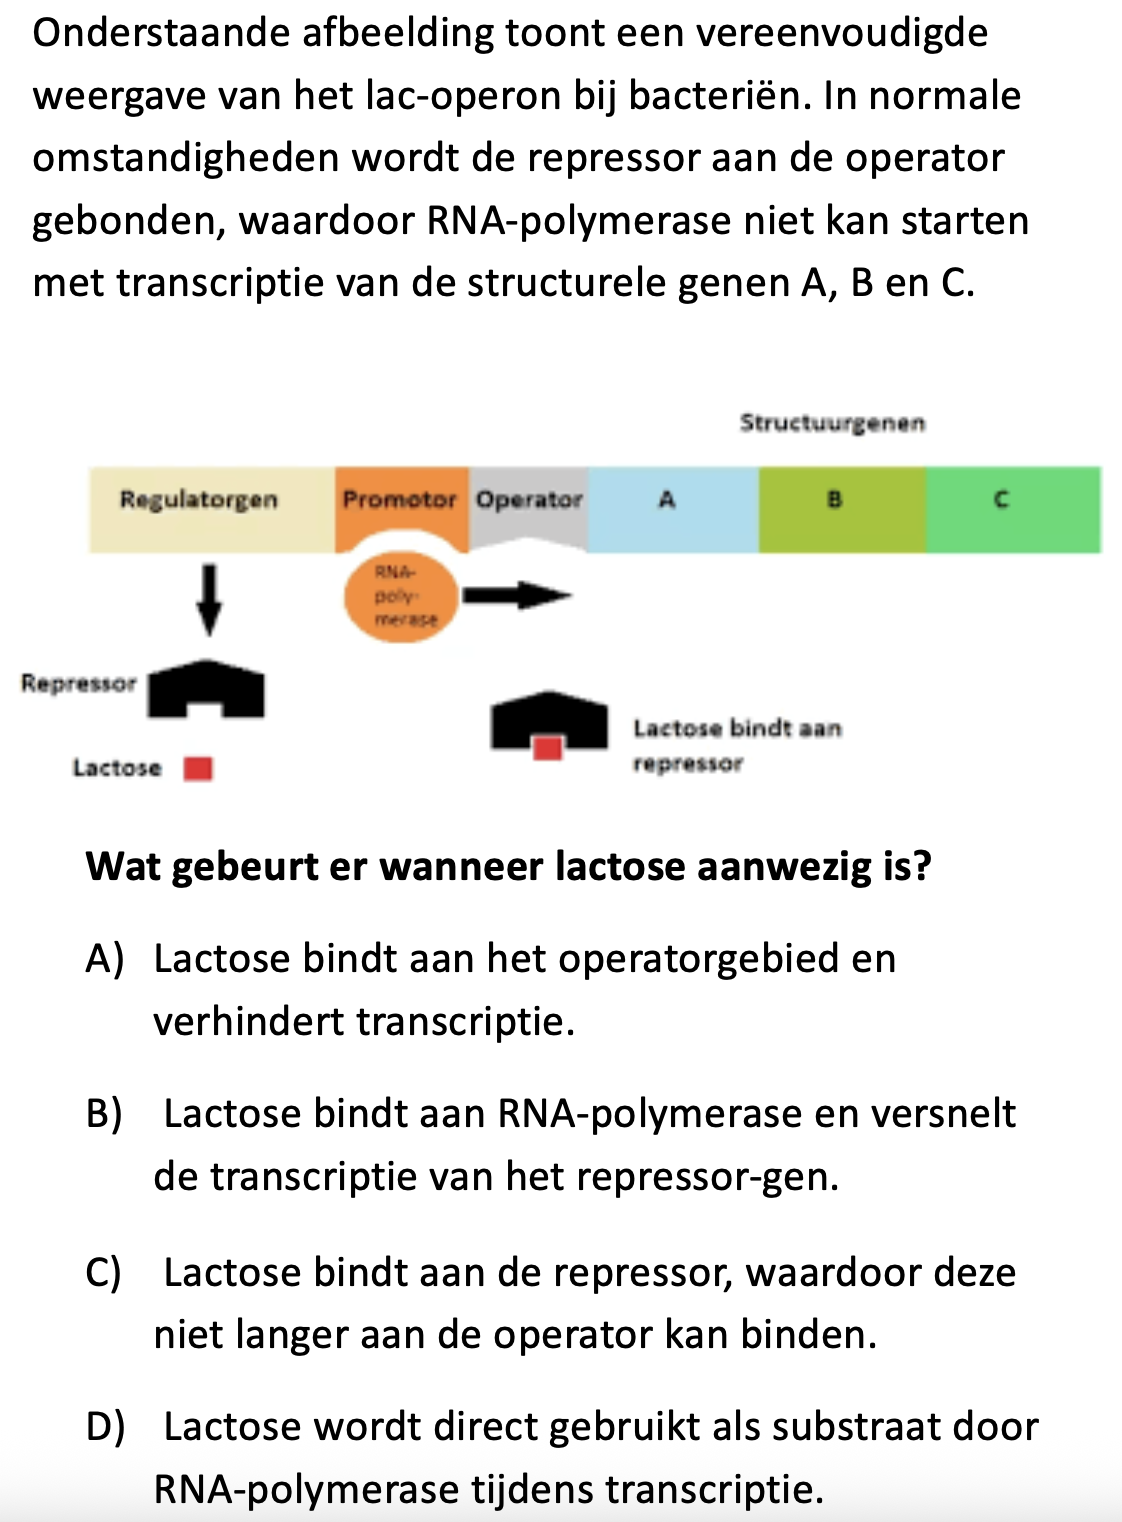 Onderstaande afbeelding toont een vereenvoudigde
weergave van het lac-operon bij bacteriën. In normale
omstandigheden wordt de repressor aan de operator
gebonden, waardoor RNA-polymerase niet kan starten
met transcriptie van de structurele genen A, B en C.
Structuurgenen
Regulatorgen Promotor Operator A B C
RNA-
poly-
merase
Repressor
Lactose bindt aan
repressor
Lactose
Wat gebeurt er wanneer lactose aanwezig is?
A) Lactose bindt aan het operatorgebied en
verhindert transcriptie.
B) Lactose bindt aan RNA-polymerase en versnelt
de transcriptie van het repressor-gen.
C) Lactose bindt aan de repressor, waardoor deze
niet langer aan de operator kan binden.
D) Lactose wordt direct gebruikt als substraat door
RNA-polymerase tijdens transcriptie.